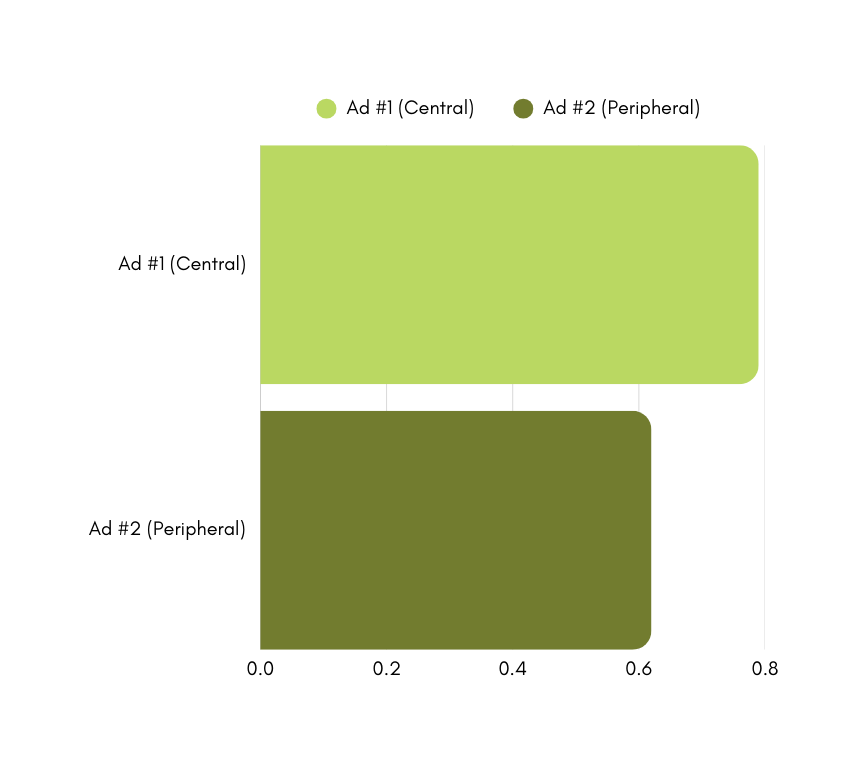 Ad #1 (Central) Ad #2 (Peripheral)
Ad #1 (Central)
Ad #2 (Peripheral)
0.0 0.2 0.4 0.6 0.8